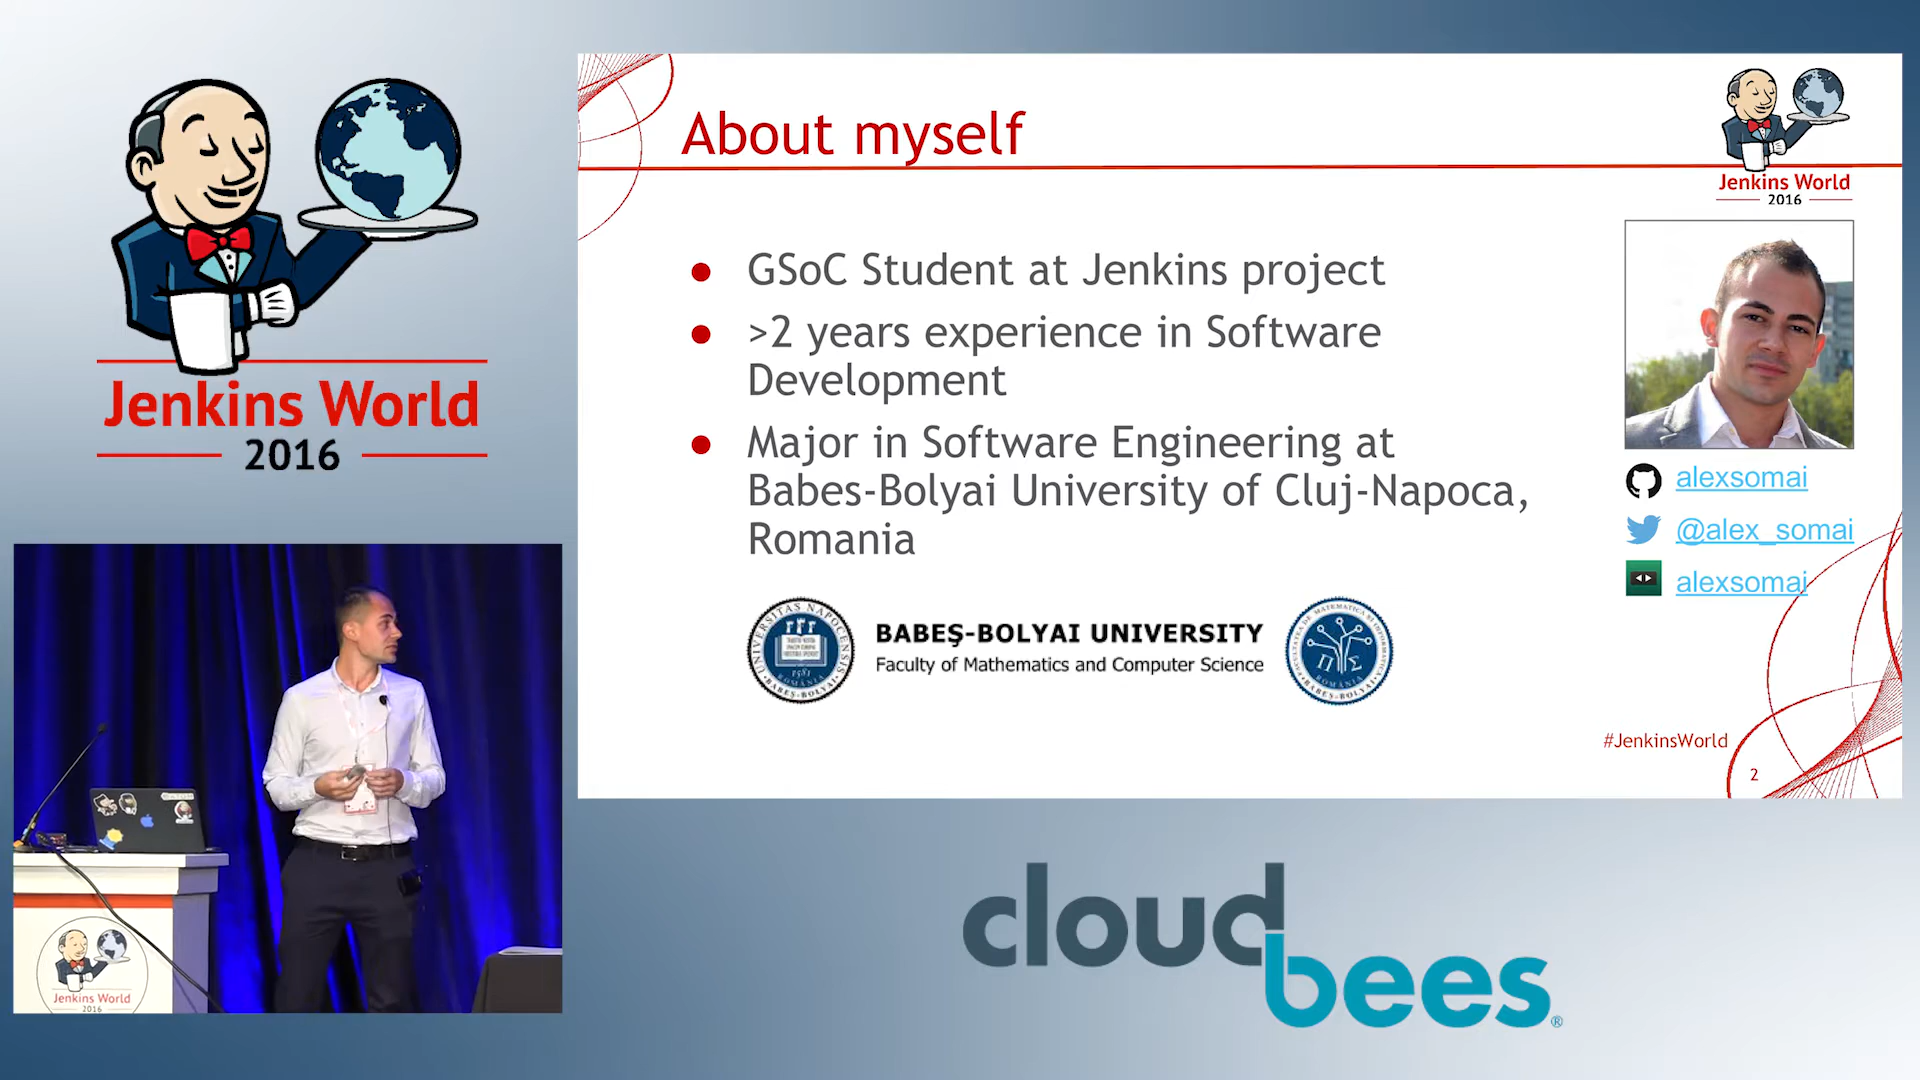 Jenkins World
2016
About myself
Jenkins World
2016
● GSoC Student at Jenkins project
● >2 years experience in Software
Development
● Major in Software Engineering at
Babes-Bolyai University of Cluj-Napoca,
Romania
alexsomai
@alex_somai
alexsomai
BABEŞ-BOLYAI UNIVERSITY
Faculty of Mathematics and Computer Science
#JenkinsWorld
2
Jenkins World
2016
cloudbees®